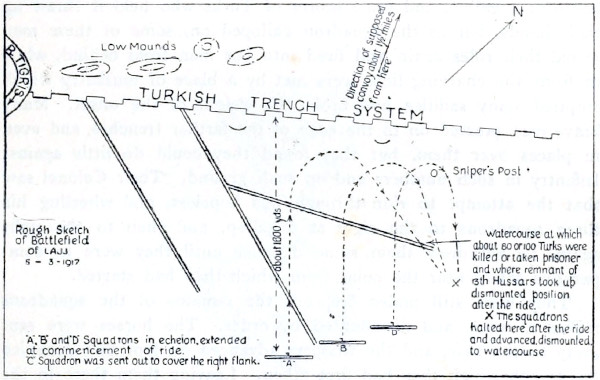 N
R. TIGRIS
LOW MOUNDS
Direction of supposed
convoy, about 1½ miles
from here
TURKISH TRENCH SYSTEM
Sniper's Post
about 1800 yds
Rough Sketch
of Battlefield
of LAJJ
5-3-1917
Watercourse at which
about 80 or 100 Turks were
killed or taken prisoner
and where remnant of
13th Hussars took up
dismounted position
after the ride.
X The squadrons
halted here after the ride
and advanced, dismounted,
to watercourse
X
'D'
'B'
'A'
'A', 'B' and 'D' Squadrons in echelon, extended
at commencement of ride.
'C' Squadron was sent out to cover the right flank.